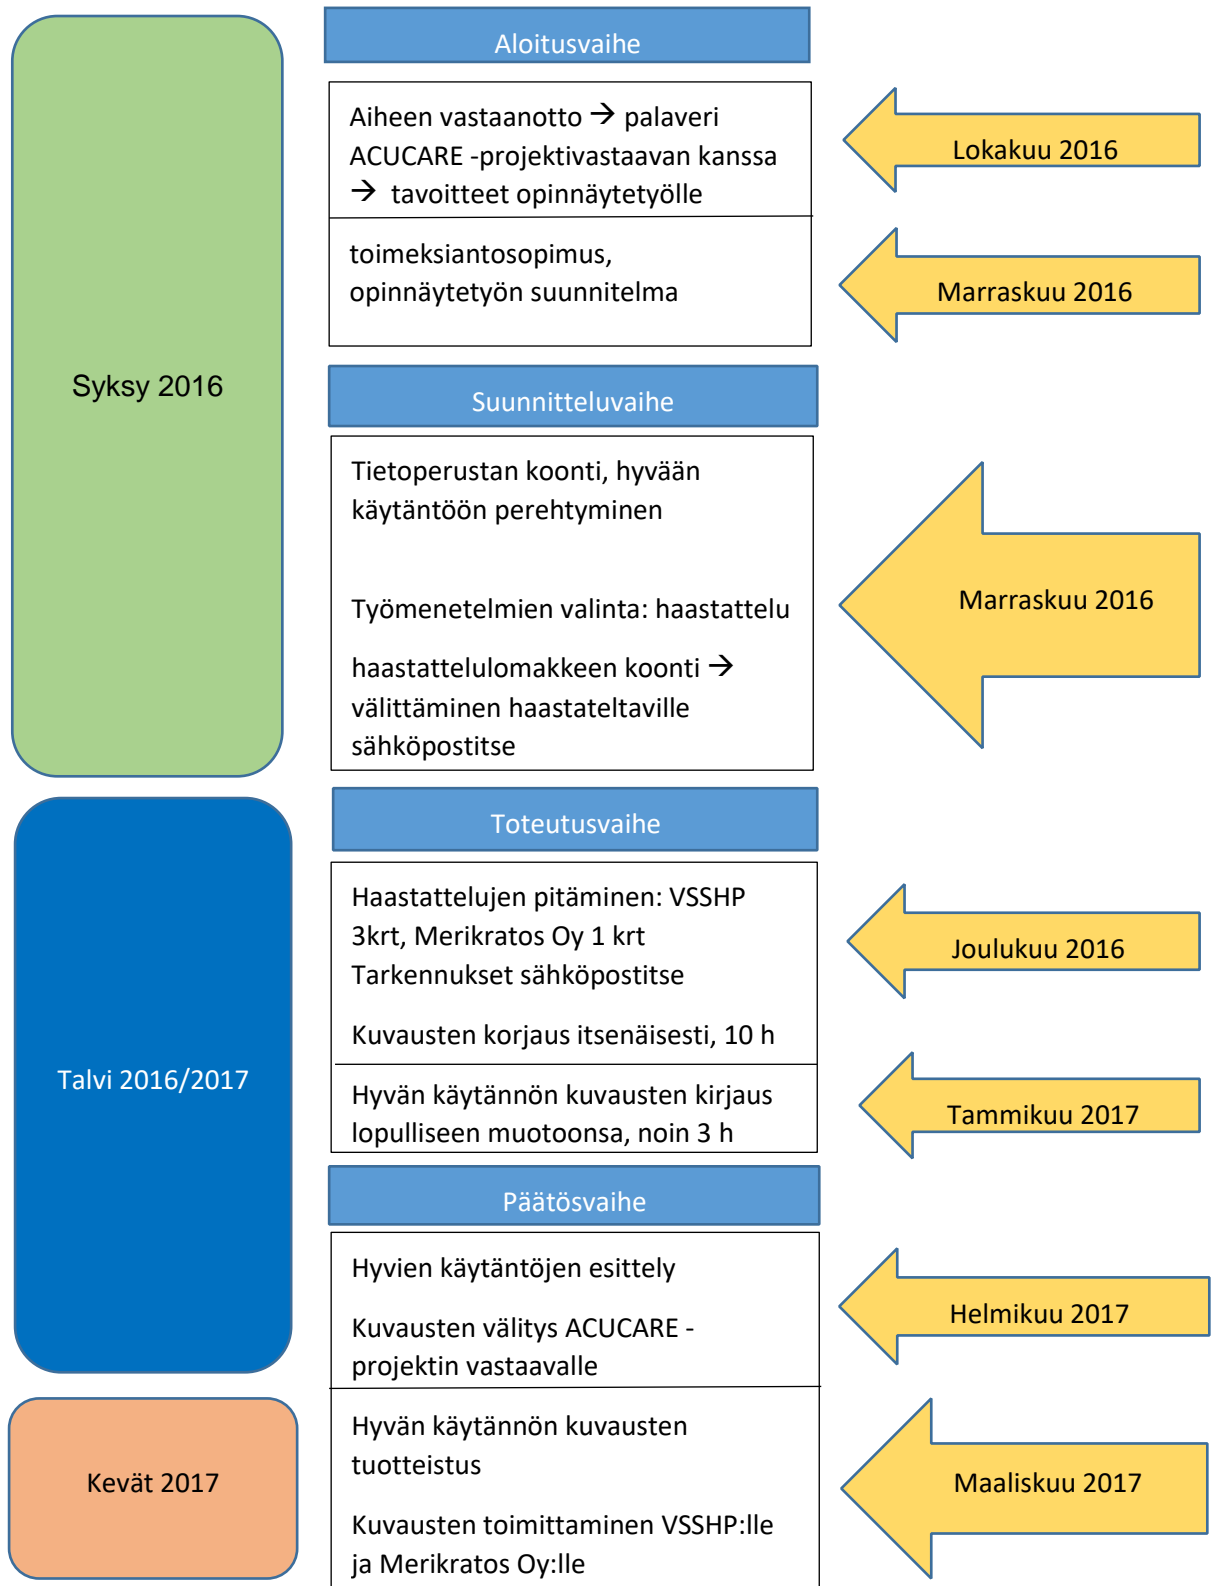 Aloitusvaihe
Aiheen vastaanotto → palaveri
ACUCARE -projektivastaavan kanssa
→ tavoitteet opinnäytetyölle
Lokakuu 2016
toimeksiantosopimus,
opinnäytetyön suunnitelma
Marraskuu 2016
Syksy 2016
Suunnitteluvaihe
Tietoperustan koonti, hyvään
käytäntöön perehtyminen
Työmenetelmien valinta: haastattelu
haastattelulomakkeen koonti →
välittäminen haastateltaville
sähköpostitse
Marraskuu 2016
Toteutusvaihe
Haastattelujen pitäminen: VSSHP
3krt, Merikratos Oy 1 krt
Tarkennukset sähköpostitse
Kuvausten korjaus itsenäisesti, 10 h
Joulukuu 2016
Talvi 2016/2017
Hyvän käytännön kuvausten kirjaus
lopulliseen muotoonsa, noin 3 h
Tammikuu 2017
Päätösvaihe
Hyvien käytäntöjen esittely
Kuvausten välitys ACUCARE -
projektin vastaavalle
Helmikuu 2017
Kevät 2017
Hyvän käytännön kuvausten
tuotteistus
Kuvausten toimittaminen VSSHP:lle
ja Merikratos Oy:lle
Maaliskuu 2017